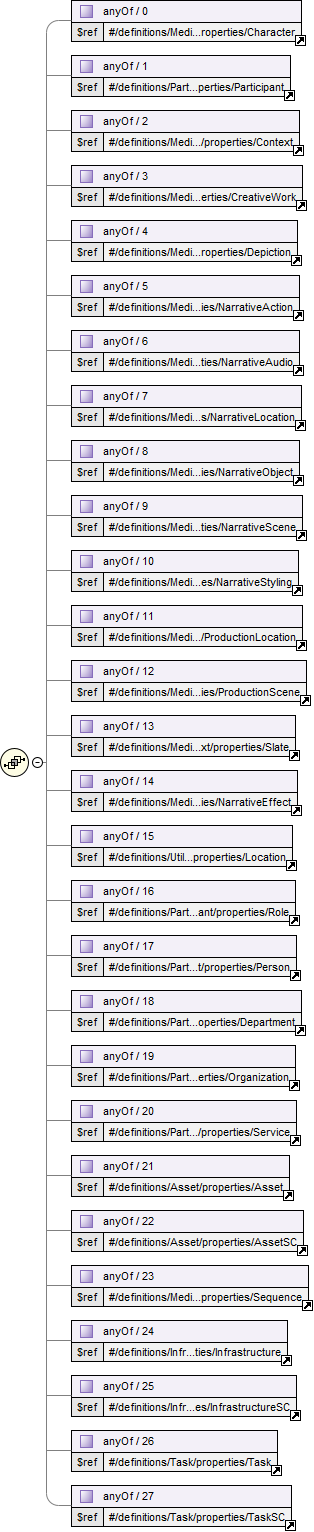 anyOf / 0
$ref #/definitions/Medi...roperties/Character
anyOf / 1
$ref #/definitions/Part...perties/Participant
anyOf / 2
$ref #/definitions/Medi.../properties/Context
anyOf / 3
$ref #/definitions/Medi...erties/CreativeWork
anyOf / 4
$ref #/definitions/Medi...roperties/Depiction
anyOf / 5
$ref #/definitions/Medi...ies/NarrativeAction
anyOf / 6
$ref #/definitions/Medi...ties/NarrativeAudio
anyOf / 7
$ref #/definitions/Medi...s/NarrativeLocation
anyOf / 8
$ref #/definitions/Medi...ies/NarrativeObject
anyOf / 9
$ref #/definitions/Medi...ties/NarrativeScene
anyOf / 10
$ref #/definitions/Medi...es/NarrativeStyling
anyOf / 11
$ref #/definitions/Medi.../ProductionLocation
anyOf / 12
$ref #/definitions/Medi...ies/ProductionScene
anyOf / 13
$ref #/definitions/Medi...xt/properties/Slate
anyOf / 14
$ref #/definitions/Medi...ies/NarrativeEffect
anyOf / 15
$ref #/definitions/Util...properties/Location
anyOf / 16
$ref #/definitions/Part...ant/properties/Role
anyOf / 17
$ref #/definitions/Part...t/properties/Person
anyOf / 18
$ref #/definitions/Part...operties/Department
anyOf / 19
$ref #/definitions/Part...erties/Organization
anyOf / 20
$ref #/definitions/Part.../properties/Service
anyOf / 21
$ref #/definitions/Asset/properties/Asset
anyOf / 22
$ref #/definitions/Asset/properties/AssetSC
anyOf / 23
$ref #/definitions/Medi...properties/Sequence
anyOf / 24
$ref #/definitions/Infr...ties/Infrastructure
anyOf / 25
$ref #/definitions/Infr...es/InfrastructureSC
anyOf / 26
$ref #/definitions/Task/properties/Task
anyOf / 27
$ref #/definitions/Task/properties/TaskSC